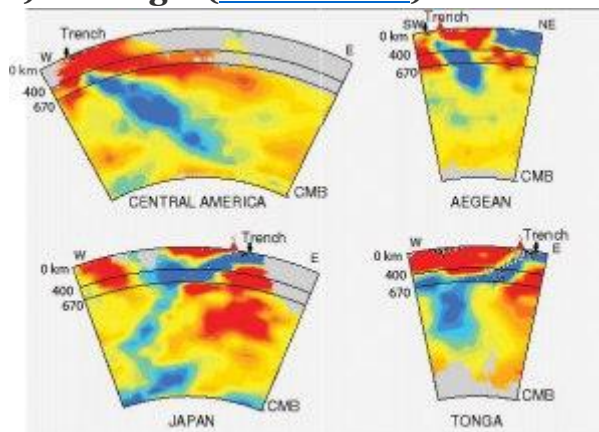 Trench
W
E
0 km
400
670
CMB
CENTRAL AMERICA
SW
Trench
NE
0 km
400
670
CMB
AEGEAN
W
Trench
E
0 km
400
670
CMB
JAPAN
W
Trench
E
0 km
400
670
CMB
TONGA